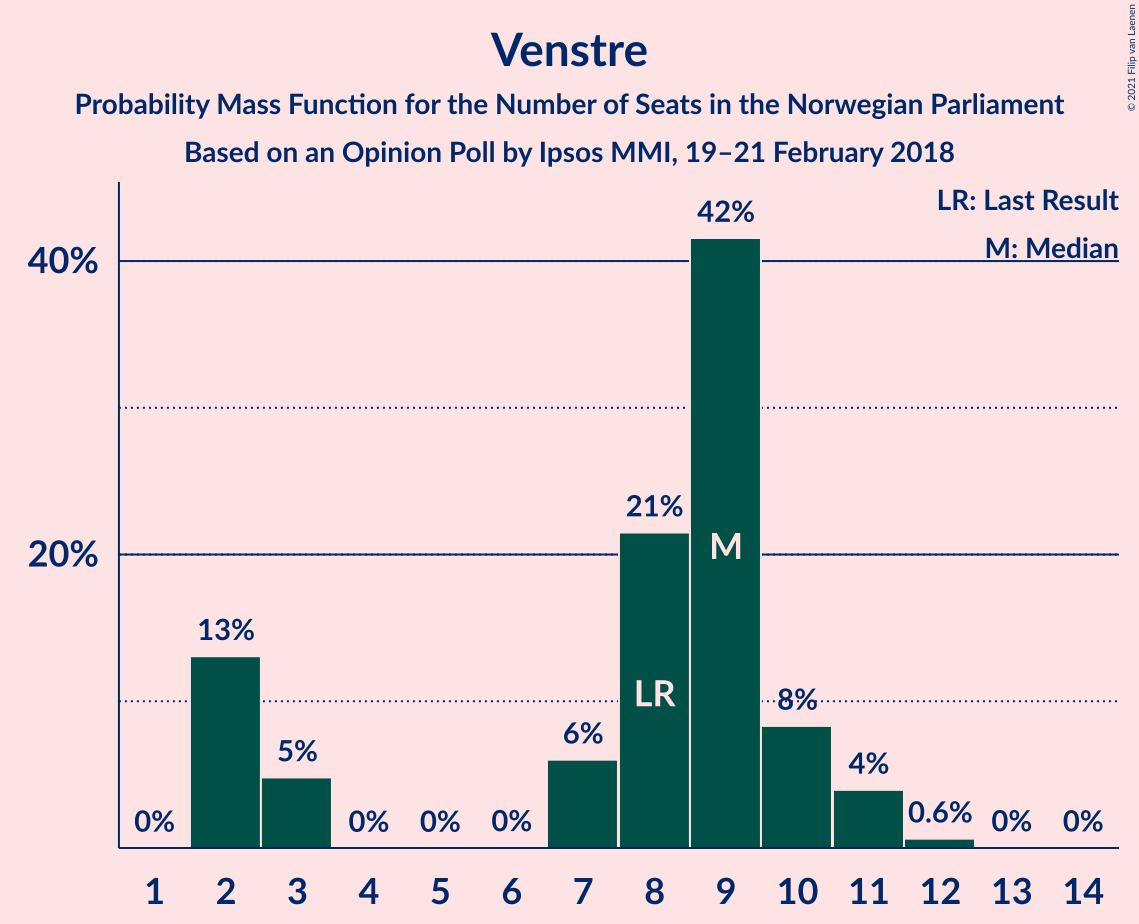 Venstre
Probability Mass Function for the Number of Seats in the Norwegian Parliament
Based on an Opinion Poll by Ipsos MMI, 19–21 February 2018
© 2021 Filip van Laenen
LR: Last Result
M: Median
40%
20%
0%
13%
5%
0%
0%
0%
6%
21%
42%
8%
4%
0.6%
0%
0%
LR
M
1 2 3 4 5 6 7 8 9 10 11 12 13 14